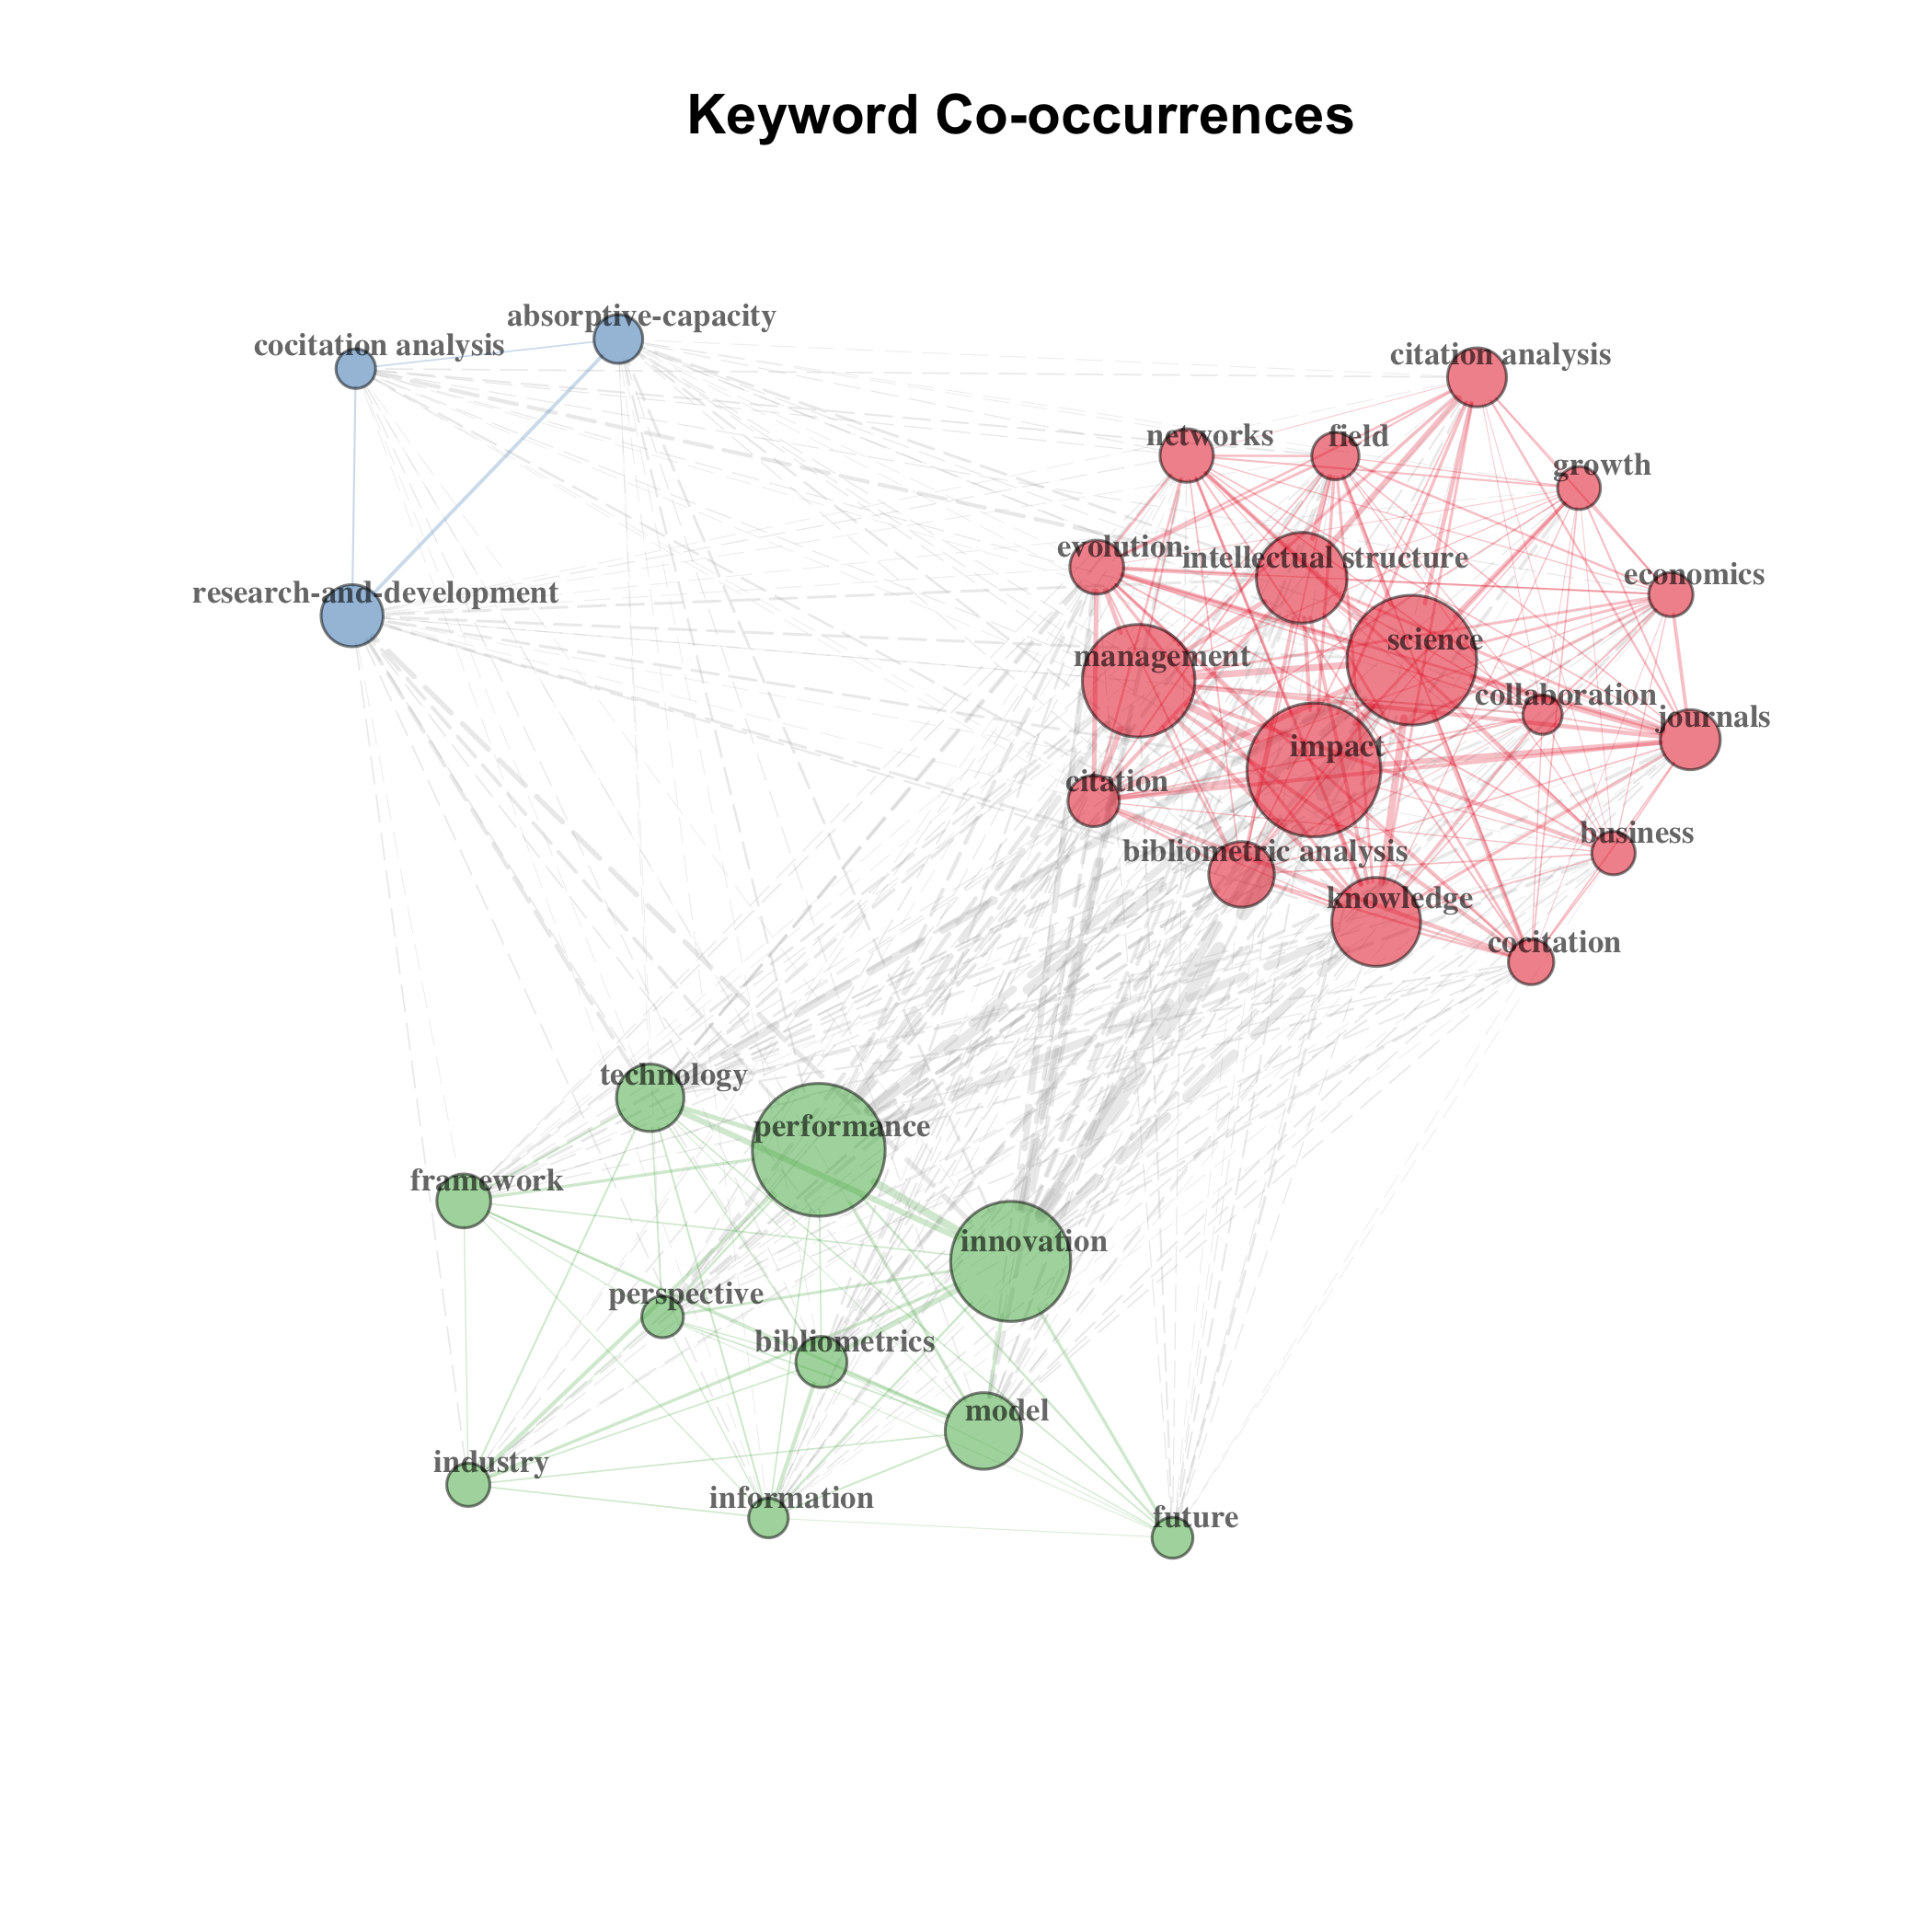 Keyword Co-occurrences
absorptive-capacity
cocitation analysis
citation analysis
networks
field
growth
evolution
intellectual structure
economics
research-and-development
science
management
collaboration
journals
impact
citation
business
bibliometric analysis
knowledge
cocitation
technology
performance
framework
innovation
perspective
bibliometrics
model
industry
information
future